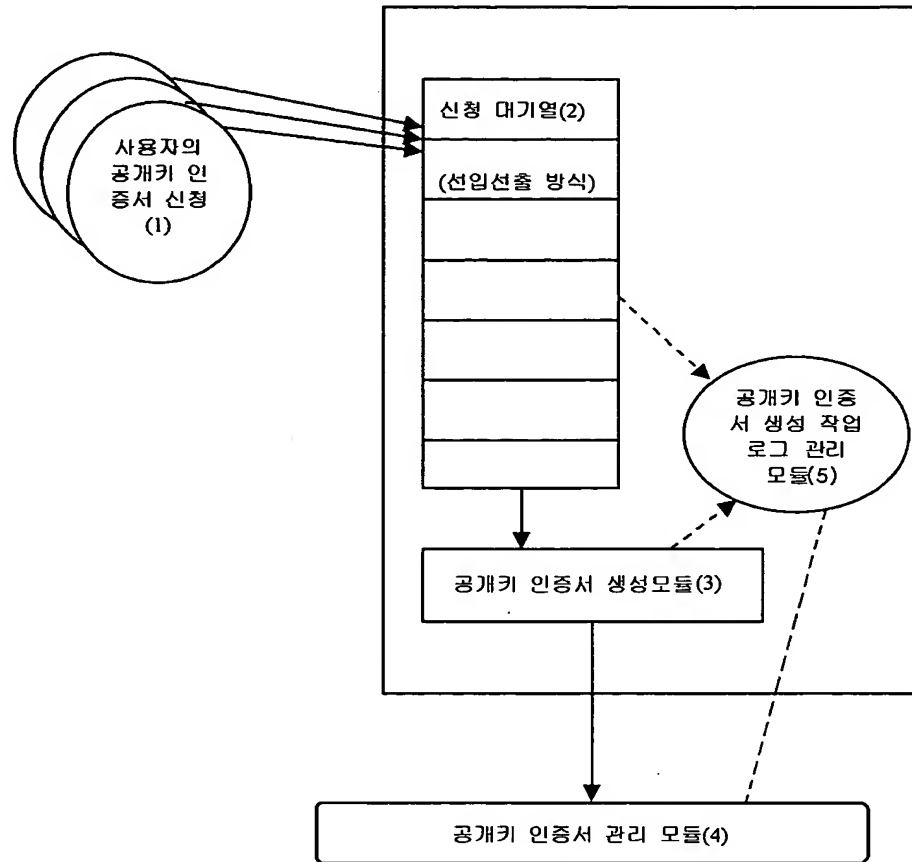 사용자의
공개키 인
증서 신청
(1)
신청 대기열(2)
(선입선출 방식)
공개키 인증
서 생성 작업
로그 관리
모듈(5)
공개키 인증서 생성모듈(3)
공개키 인증서 관리 모듈(4)